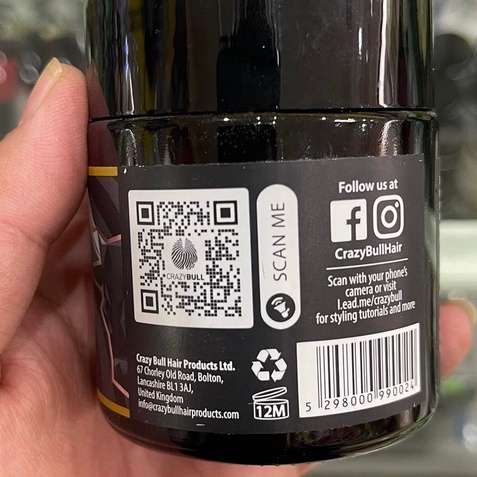 CRAZYBULL
SCAN ME
Follow us at
CrazyBullHair
Scan with your phone's
camera or visit
l.ead.me/crazybull
for styling tutorials and more
Crazy Bull Hair Products Ltd.
67 Chorley Old Road, Bolton,
Lancashire BL1 3AJ,
United Kingdom
info@crazybullhairproducts.com
12M
5 298000 990024